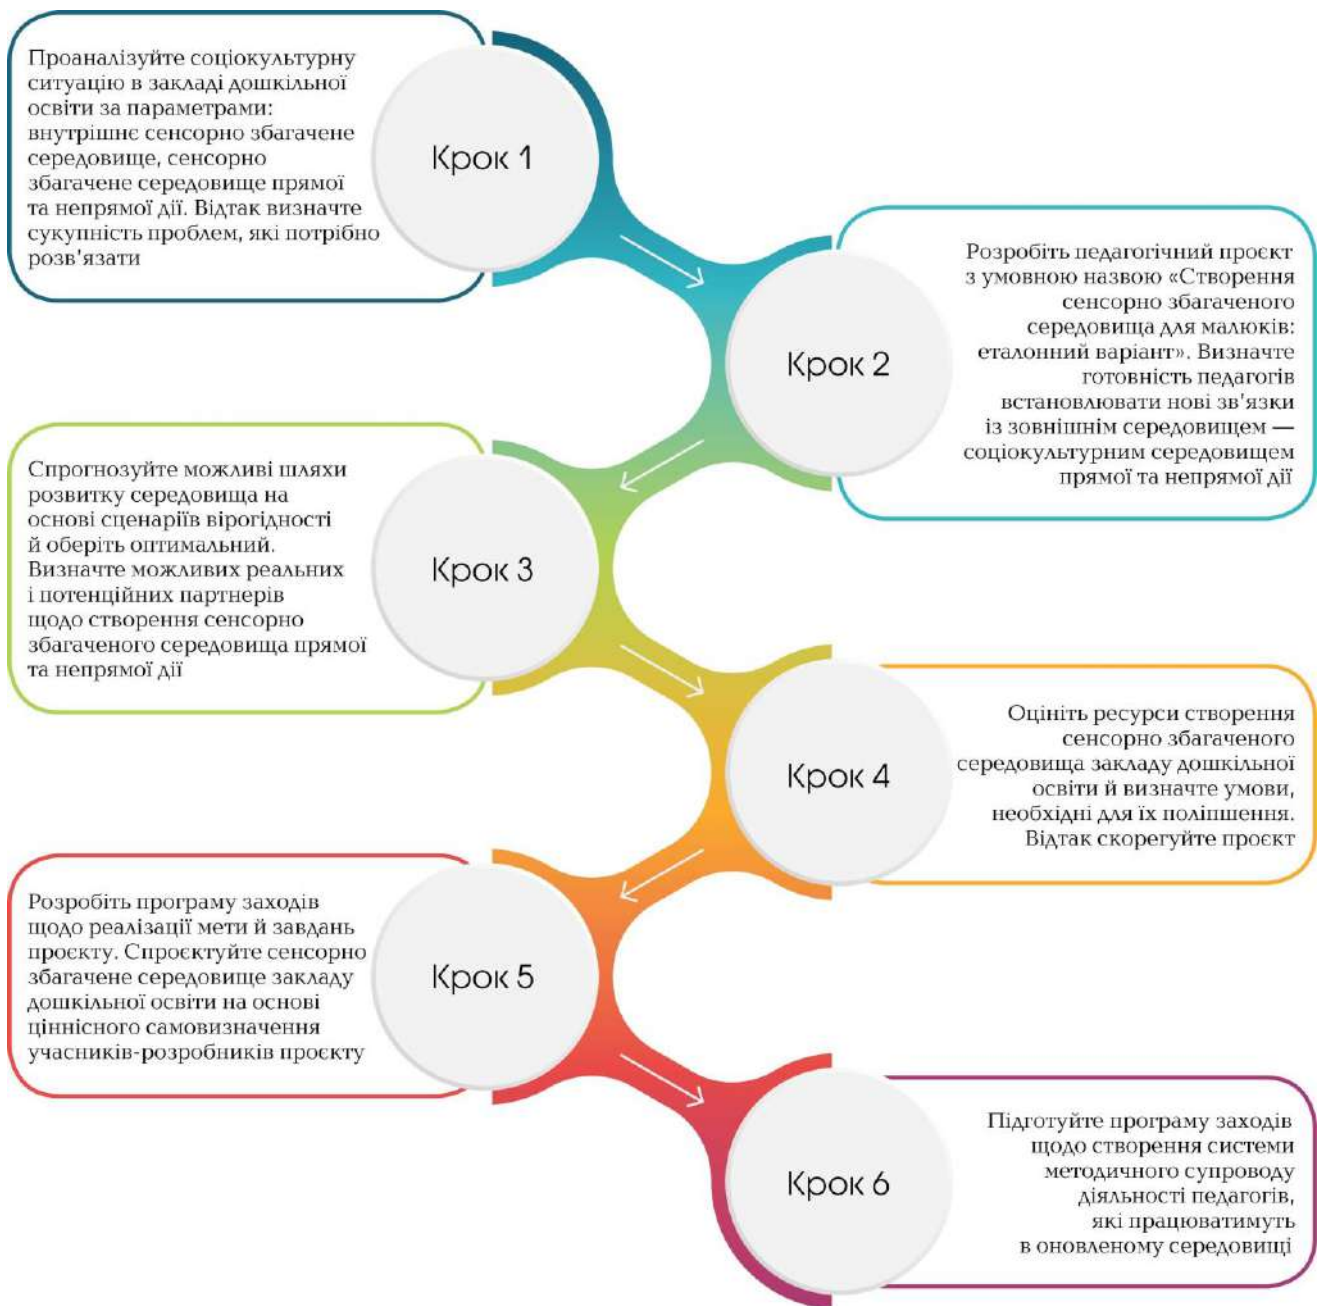 Проаналізуйте соціокультурну
ситуацію в закладі дошкільної
освіти за параметрами:
внутрішнє сенсорно збагачене
середовище, сенсорно
збагачене середовище прямої
та непрямої дії. Відтак визначте
сукупність проблем, які потрібно
розв’язати
Крок 1
Крок 2
Розробіть педагогічний проєкт
з умовною назвою «Створення
сенсорно збагаченого
середовища для малюків:
еталонний варіант». Визначте
готовність педагогів
встановлювати нові зв’язки
із зовнішнім середовищем —
соціокультурним середовищем
прямої та непрямої дії
Спрогнозуйте можливі шляхи
розвитку середовища на
основі сценаріїв вірогідності
й оберіть оптимальний.
Визначте можливих реальних
і потенційних партнерів
щодо створення сенсорно
збагаченого середовища прямої
та непрямої дії
Крок 3
Крок 4
Оцініть ресурси створення
сенсорно збагаченого
середовища закладу дошкільної
освіти й визначте умови,
необхідні для їх поліпшення.
Відтак скорегуйте проєкт
Розробіть програму заходів
щодо реалізації мети й завдань
проєкту. Спроєктуйте сенсорно
збагачене середовище закладу
дошкільної освіти на основі
ціннісного самовизначення
учасників-розробників проєкту
Крок 5
Крок 6
Підготуйте програму заходів
щодо створення системи
методичного супроводу
діяльності педагогів,
які працюватимуть
в оновленому середовищі